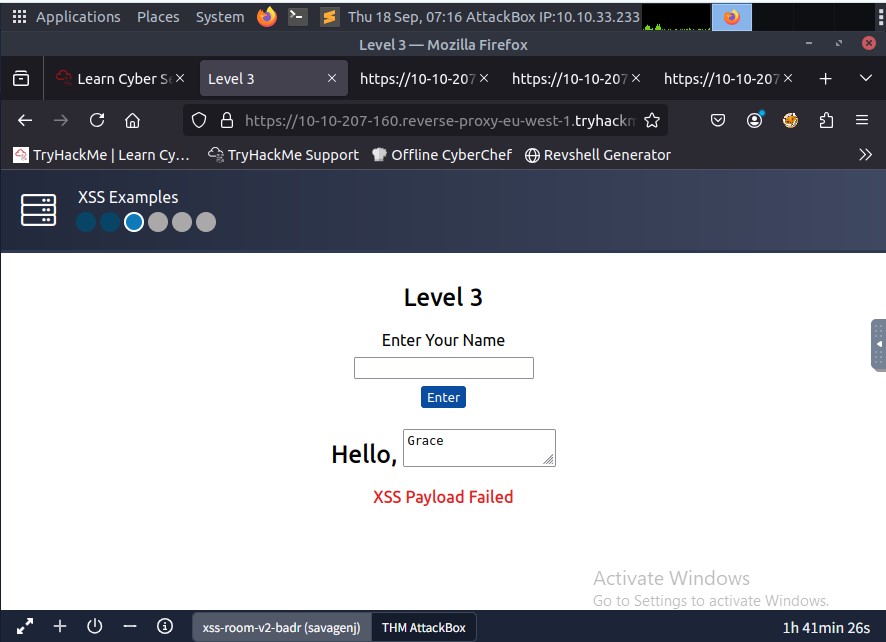 Applications Places System Thu 18 Sep, 07:16 AttackBox IP:10.10.33.233
Level 3 — Mozilla Firefox
Learn Cyber Se Level 3 https://10-10-207 https://10-10-207 https://10-10-207
https://10-10-207-160.reverse-proxy-eu-west-1.tryhackm
TryHackMe | Learn Cy... TryHackMe Support Offline CyberChef Revshell Generator
XSS Examples
Level 3
Enter Your Name
Enter
Hello, Grace
XSS Payload Failed
Activate Windows
Go to Settings to activate Windows.
xss-room-v2-badr (savagenj) THM AttackBox 1h 41min 26s